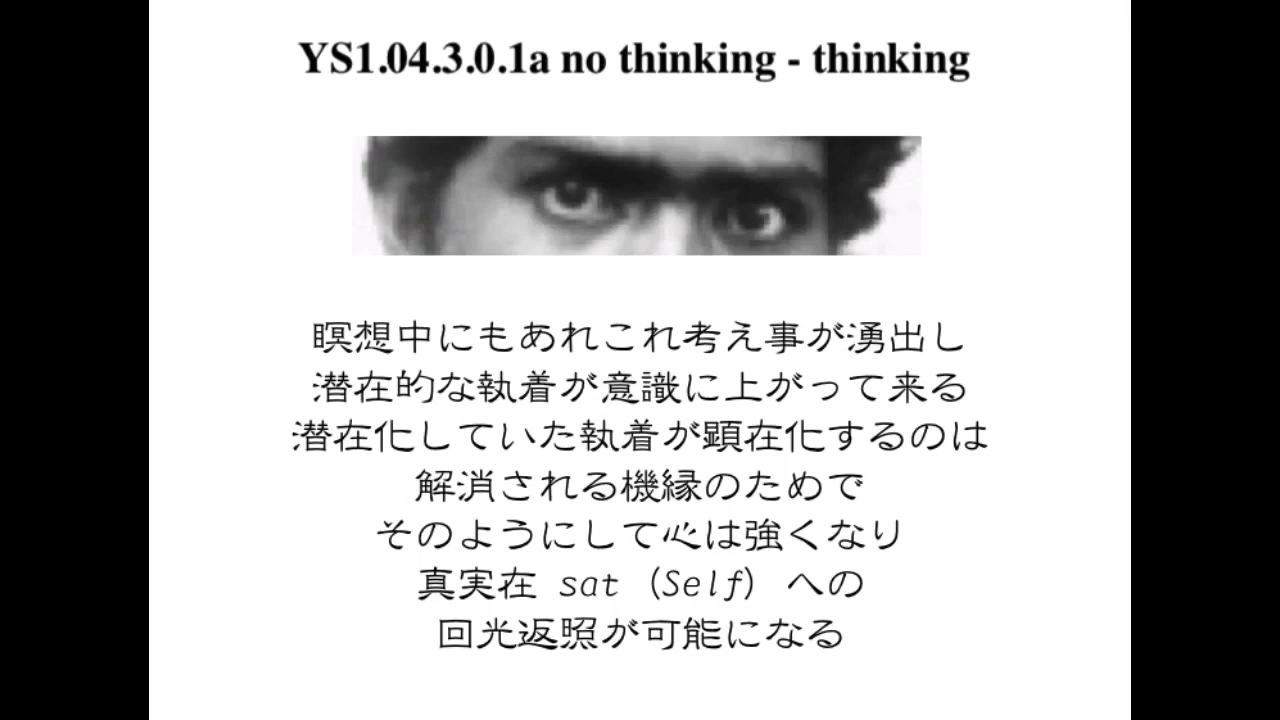 YS1.04.3.0.1a no thinking - thinking
瞑想中にもあれこれ考え事が湧出し
潜在的な執着が意識に上がって来る
潜在化していた執着が顕在化するのは
解消される機縁のためで
そのようにして心は強くなり
真実在 sat（Self）への
回光返照が可能になる